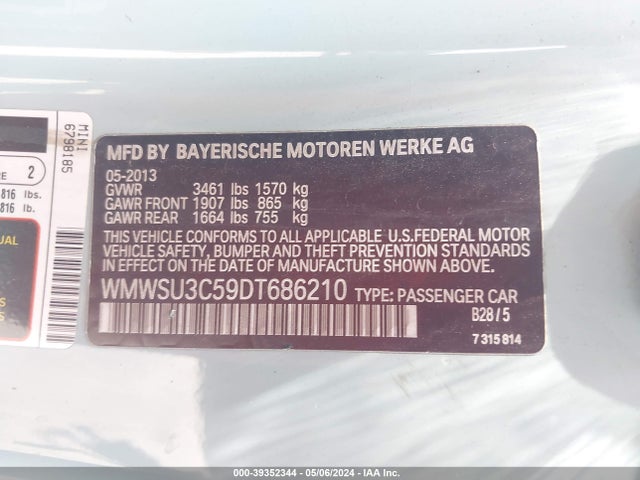 MINI
6798185
RE 2
816 lbs.
816 lb.
UAL
MFD BY BAYERISCHE MOTOREN WERKE AG
05-2013
GVWR 3461 lbs 1570 kg
GAWR FRONT 1907 lbs 865 kg
GAWR REAR 1664 lbs 755 kg
THIS VEHICLE CONFORMS TO ALL APPLICABLE U.S.FEDERAL MOTOR
VEHICLE SAFETY, BUMPER, AND THEFT PREVENTION STANDARDS
IN EFFECT ON THE DATE OF MANUFACTURE SHOWN ABOVE.
WMWSU3C59DT686210 TYPE: PASSENGER CAR
B28/5
7 315 814
000-39352344 - 05/06/2024 - IAA Inc.